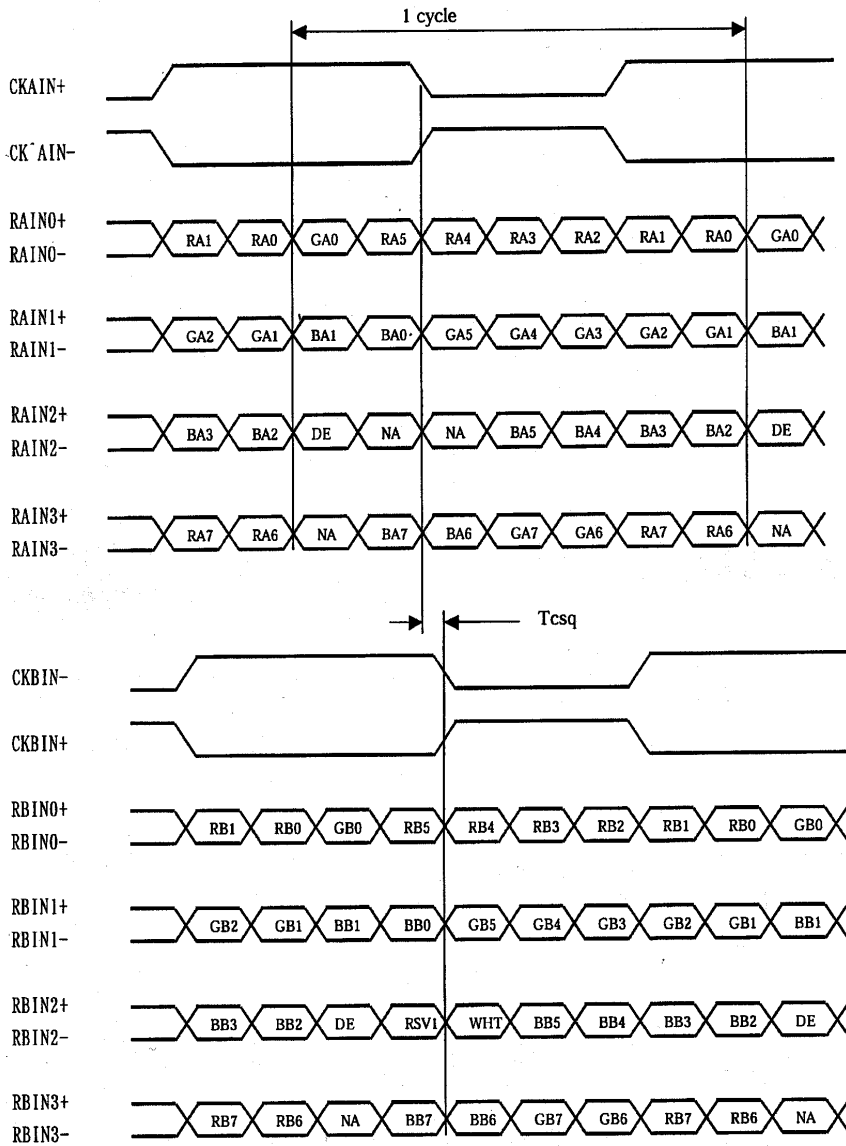 1 cycle
CKAIN+
CK^AIN-
RAIN0+
RA1 RA0 GA0 RA5 RA4 RA3 RA2 RA1 RA0 GA0
RAIN0-
RAIN1+
GA2 GA1 BA1 BA0 GA5 GA4 GA3 GA2 GA1 BA1
RAIN1-
RAIN2+
BA3 BA2 DE NA NA BA5 BA4 BA3 BA2 DE
RAIN2-
RAIN3+
RA7 RA6 NA BA7 BA6 GA7 GA6 RA7 RA6 NA
RAIN3-
Tcsq
CKBIN-
CKBIN+
RBIN0+
RB1 RB0 GB0 RB5 RB4 RB3 RB2 RB1 RB0 GB0
RBIN0-
RBIN1+
GB2 GB1 BB1 BB0 GB5 GB4 GB3 GB2 GB1 BB1
RBIN1-
RBIN2+
BB3 BB2 DE RSV1 WHT BB5 BB4 BB3 BB2 DE
RBIN2-
RBIN3+
RB7 RB6 NA BB7 BB6 GB7 GB6 RB7 RB6 NA
RBIN3-